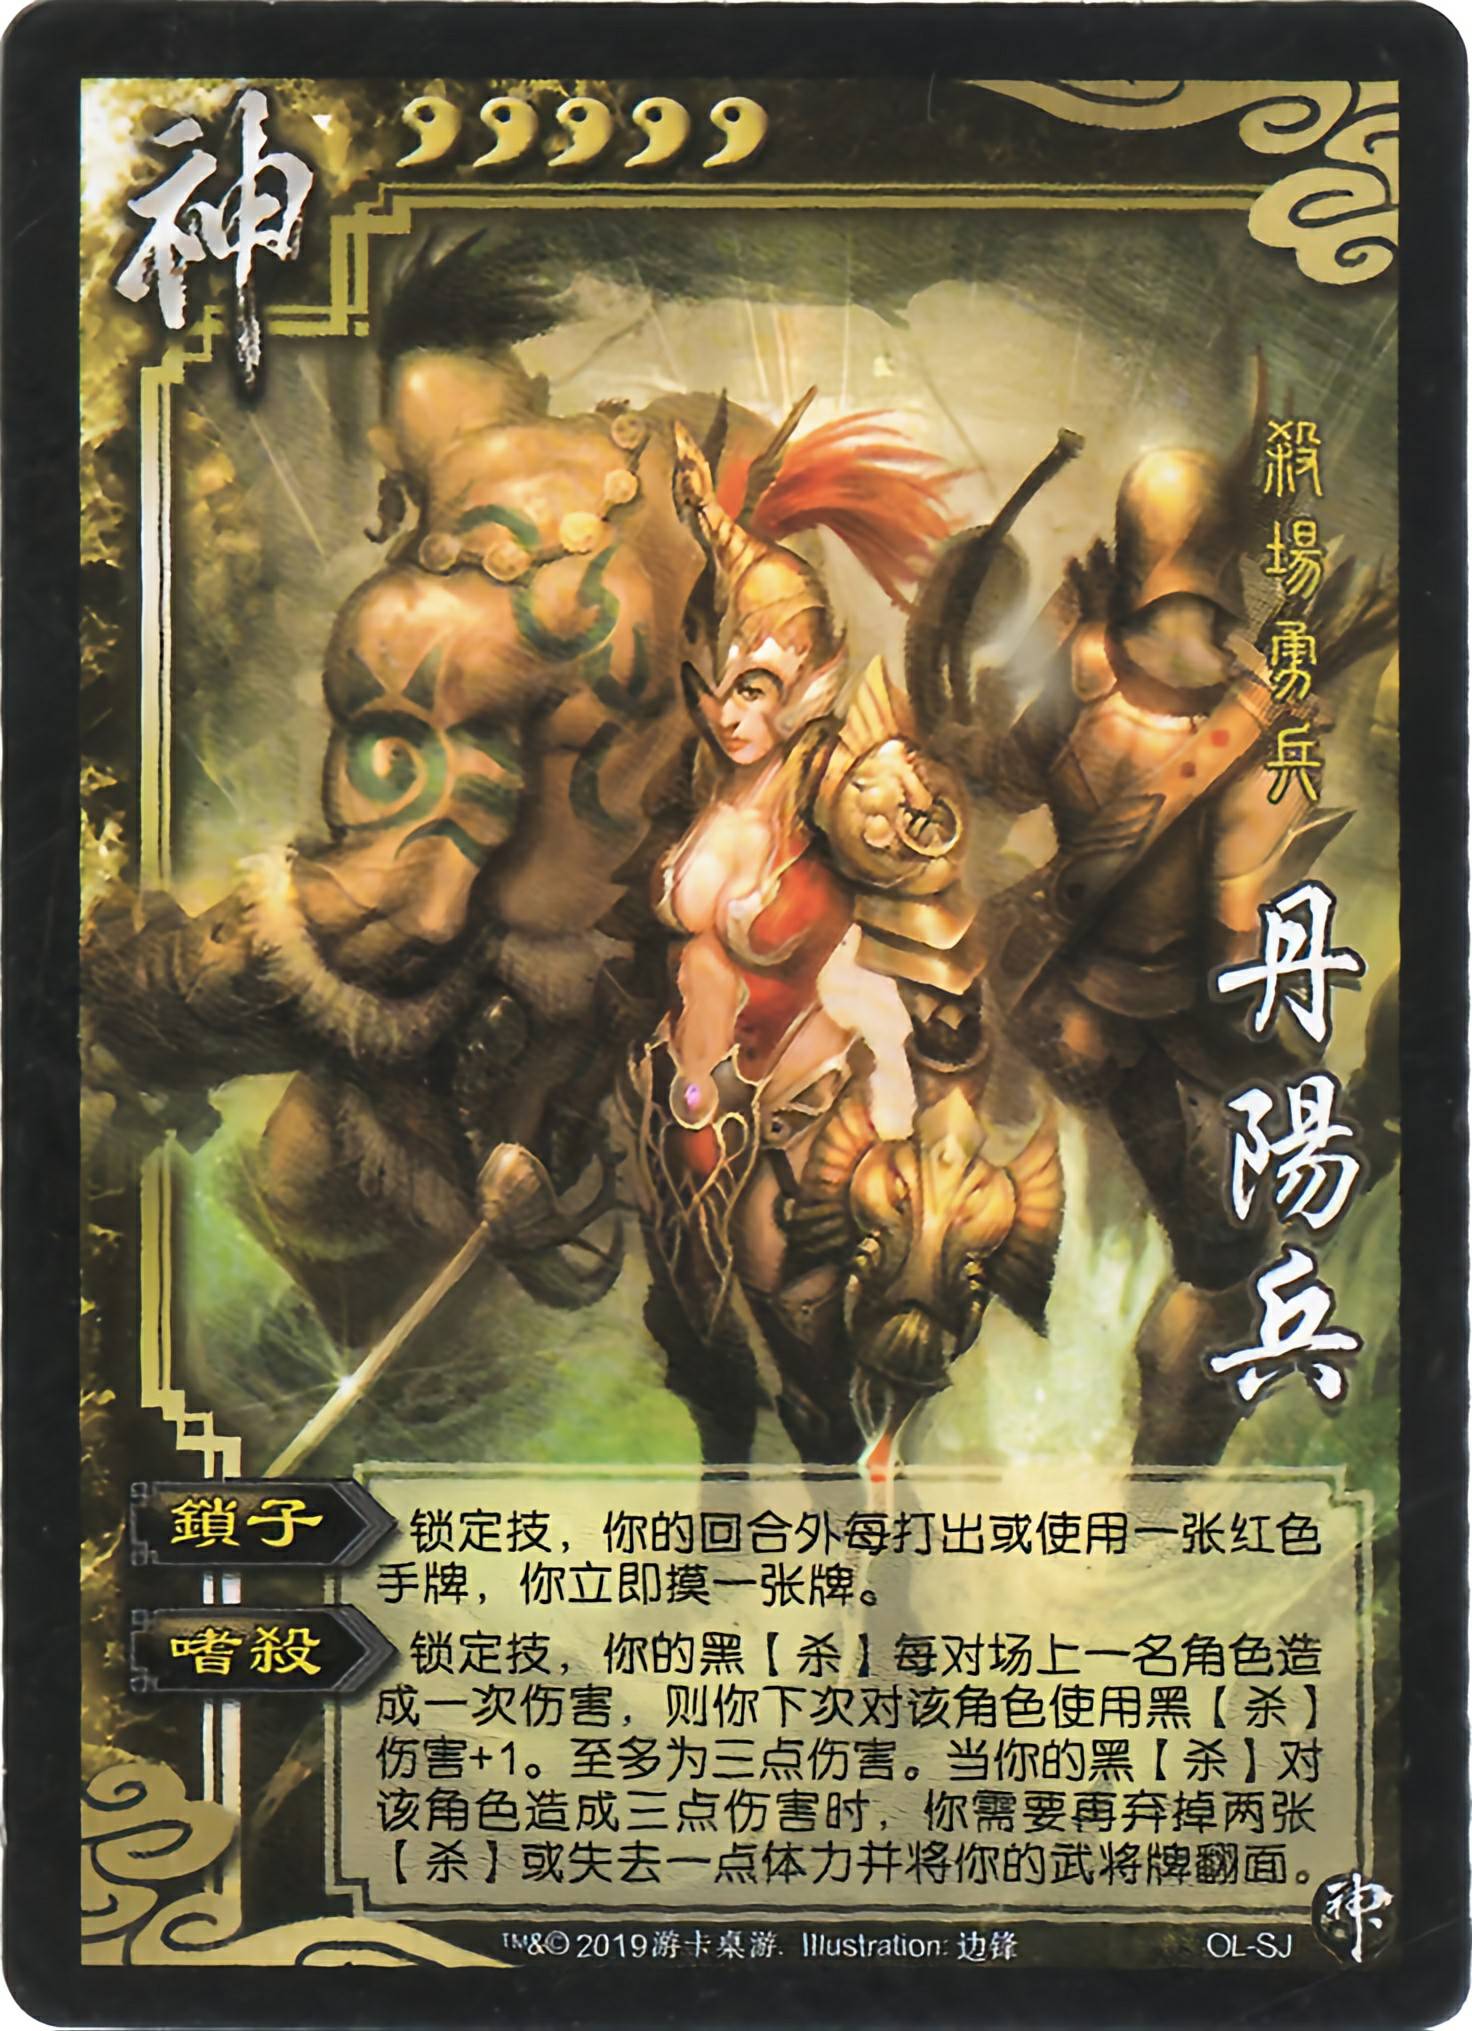 神
殺場勇兵
丹陽兵
鎖子
锁定技，你的回合外每打出或使用一张红色
手牌，你立即摸一张牌。
嗜殺
锁定技，你的黑【杀】每对场上一名角色造
成一次伤害，则你下次对该角色使用黑【杀】
伤害+1。至多为三点伤害。当你的黑【杀】对
该角色造成三点伤害时，你需要再弃掉两张
【杀】或失去一点体力并将你的武将牌翻面。
™&©2019游卡桌游. Illustration: 边锋
OL-SJ
神